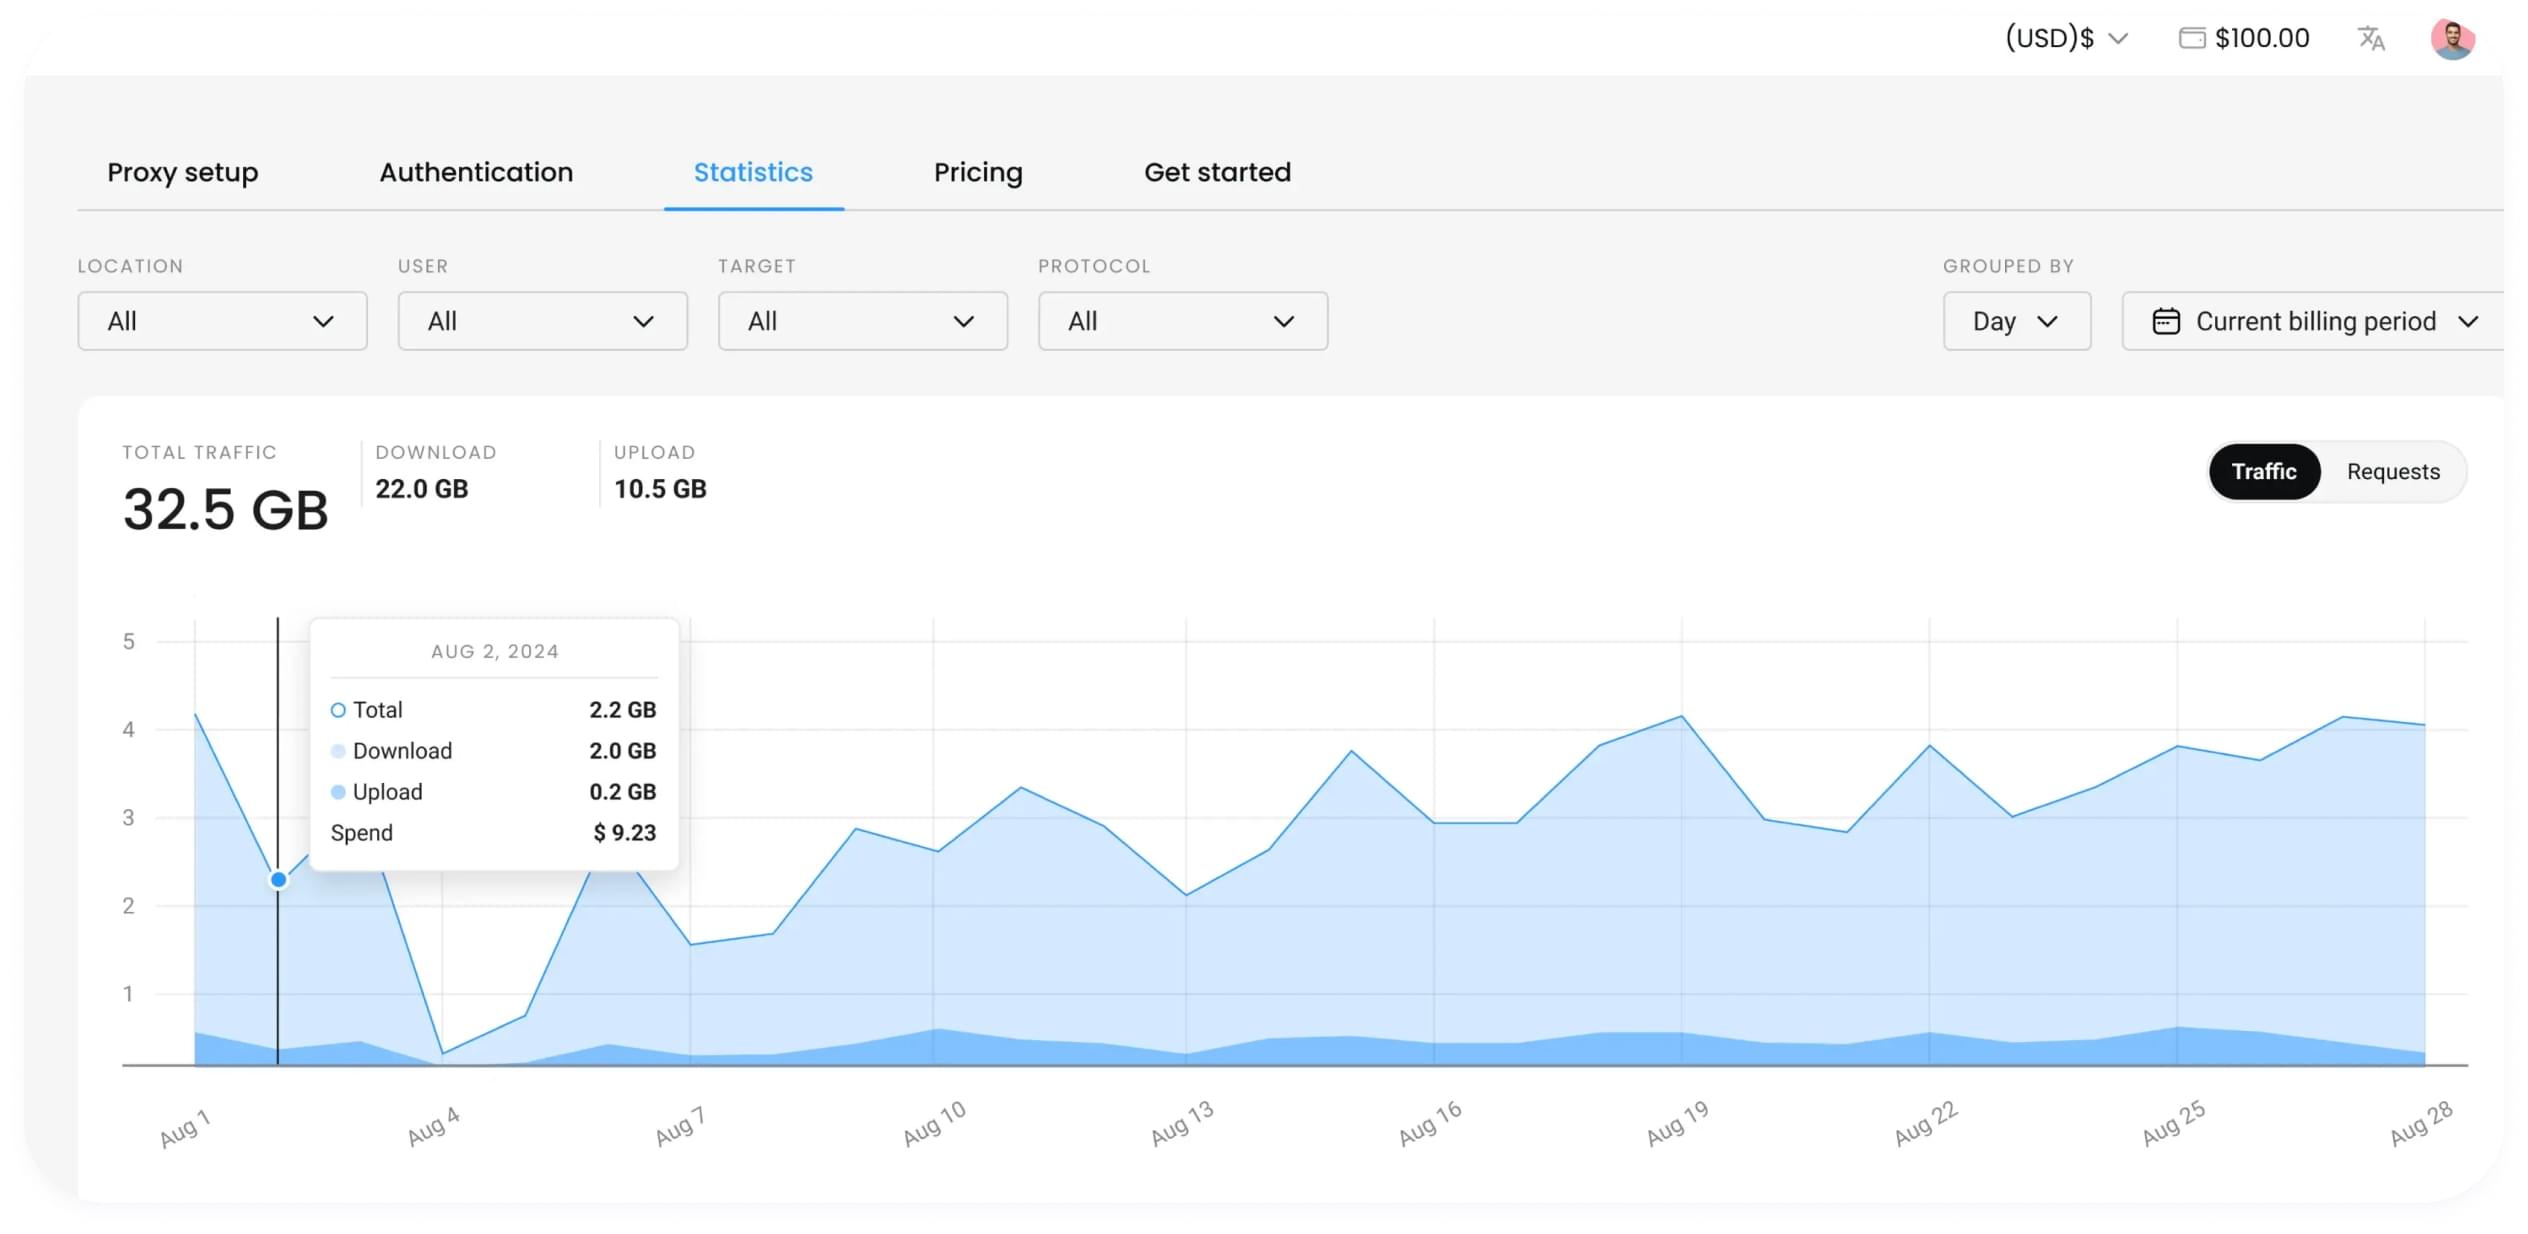 (USD)$ $100.00
Proxy setup Authentication Statistics Pricing Get started
LOCATION USER TARGET PROTOCOL GROUPED BY
All All All All Day Current billing period
TOTAL TRAFFIC DOWNLOAD UPLOAD
32.5 GB 22.0 GB 10.5 GB
Traffic Requests
5
4
3
2
1
AUG 2, 2024
Total 2.2 GB
Download 2.0 GB
Upload 0.2 GB
Spend $ 9.23
Aug 1 Aug 4 Aug 7 Aug 10 Aug 13 Aug 16 Aug 19 Aug 22 Aug 25 Aug 28